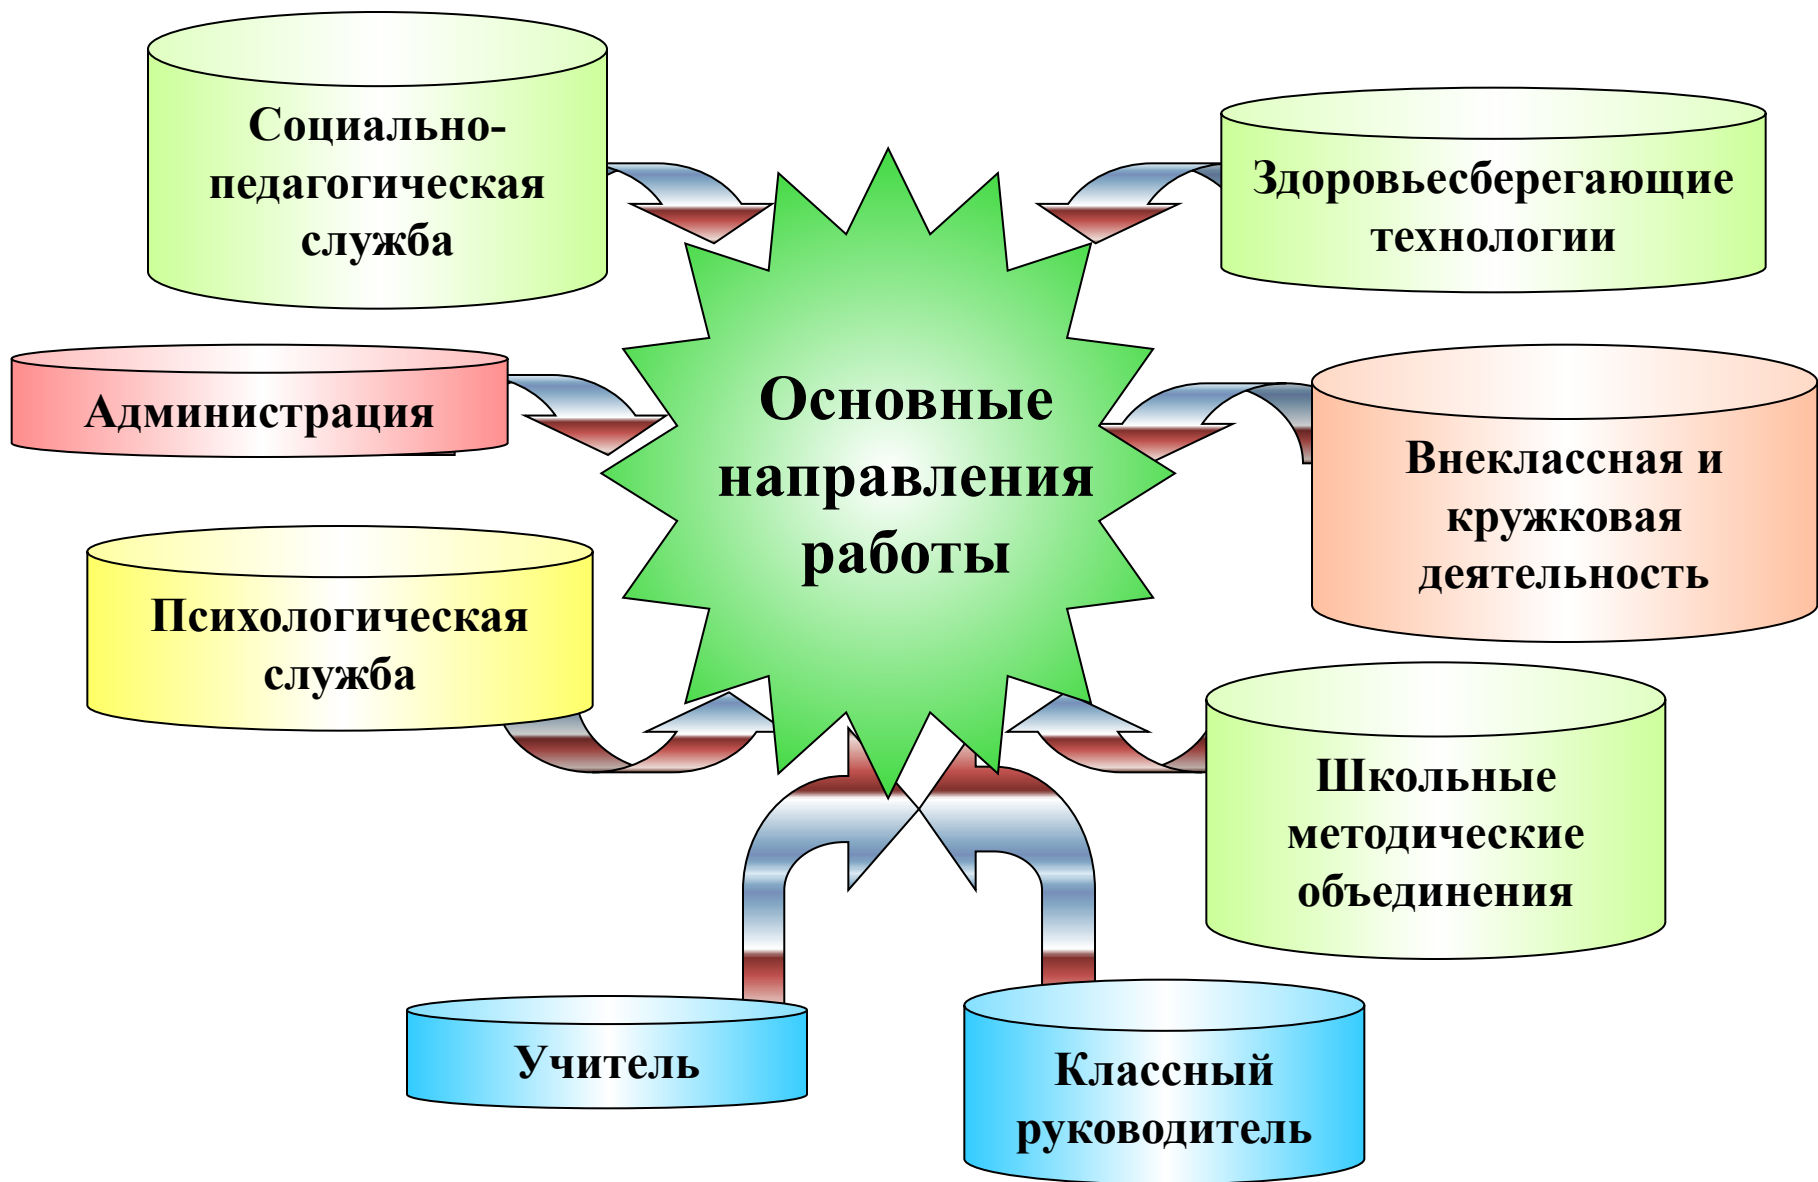 Социально-
педагогическая
служба
Здоровьесберегающие
технологии
Администрация
Основные
направления
работы
Внеклассная и
кружковая
деятельность
Психологическая
служба
Школьные
методические
объединения
Учитель
Классный
руководитель